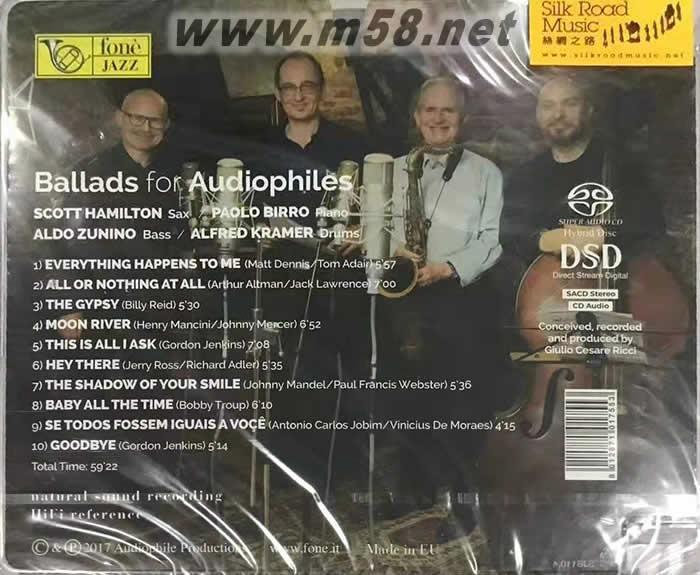 www.m58.net
fonè
JAZZ
Silk Road
Music
絲綢之路
www.silkroadmusic.net
Ballads for Audiophiles
SCOTT HAMILTON Sax / PAOLO BIRRO Piano
ALDO ZUNINO Bass / ALFRED KRAMER Drums
1) EVERYTHING HAPPENS TO ME (Matt Dennis/Tom Adair) 5'57
2) ALL OR NOTHING AT ALL (Arthur Altman/Jack Lawrence) 7'00
3) THE GYPSY (Billy Reid) 5'30
4) MOON RIVER (Henry Mancini/Johnny Mercer) 6'52
5) THIS IS ALL I ASK (Gordon Jenkins) 7'08
6) HEY THERE (Jerry Ross/Richard Adler) 5'35
7) THE SHADOW OF YOUR SMILE (Johnny Mandel/Paul Francis Webster) 5'36
8) BABY ALL THE TIME (Bobby Troup) 6'10
9) SE TODOS FOSSEM IGUAIS A VOÇÊ (Antonio Carlos Jobim/Vinicius De Moraes) 4'15
10) GOODBYE (Gordon Jenkins) 5'14
Total Time: 59'22
SUPER AUDIO CD
Hybrid Disc
DSD
Direct Stream Digital
SACD Stereo
CD Audio
Conceived, recorded
and produced by
Giulio Cesare Ricci
natural sound recording
HiFi reference
© & ℗ 2017 Audiophile Productions www.fone.it Made in EU